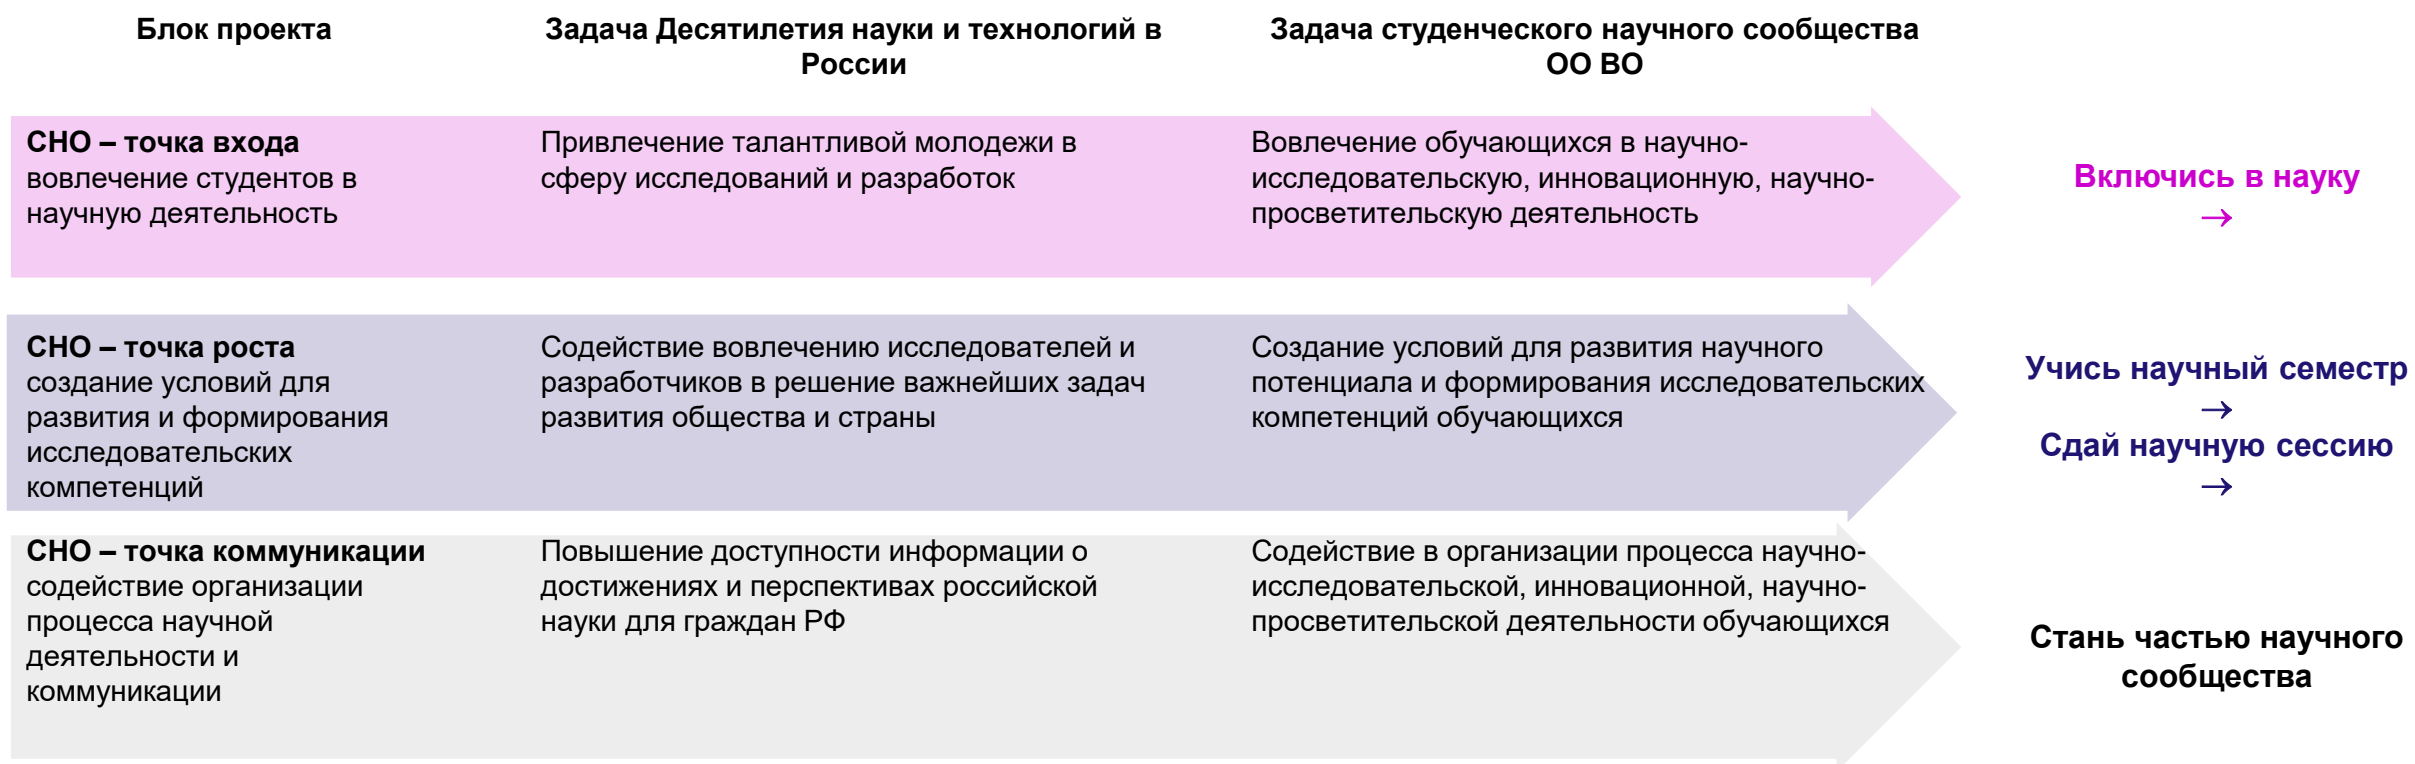 Блок проекта
Задача Десятилетия науки и технологий в
России
Задача студенческого научного сообщества
ОО ВО
СНО – точка входа
вовлечение студентов в
научную деятельность
Привлечение талантливой молодежи в
сферу исследований и разработок
Вовлечение обучающихся в научно-
исследовательскую, инновационную, научно-
просветительскую деятельность
Включись в науку
→
СНО – точка роста
создание условий для
развития и формирования
исследовательских
компетенций
Содействие вовлечению исследователей и
разработчиков в решение важнейших задач
развития общества и страны
Создание условий для развития научного
потенциала и формирования исследовательских
компетенций обучающихся
Учись научный семестр
→
Сдай научную сессию
→
СНО – точка коммуникации
содействие организации
процесса научной
деятельности и
коммуникации
Повышение доступности информации о
достижениях и перспективах российской
науки для граждан РФ
Содействие в организации процесса научно-
исследовательской, инновационной, научно-
просветительской деятельности обучающихся
Стань частью научного
сообщества